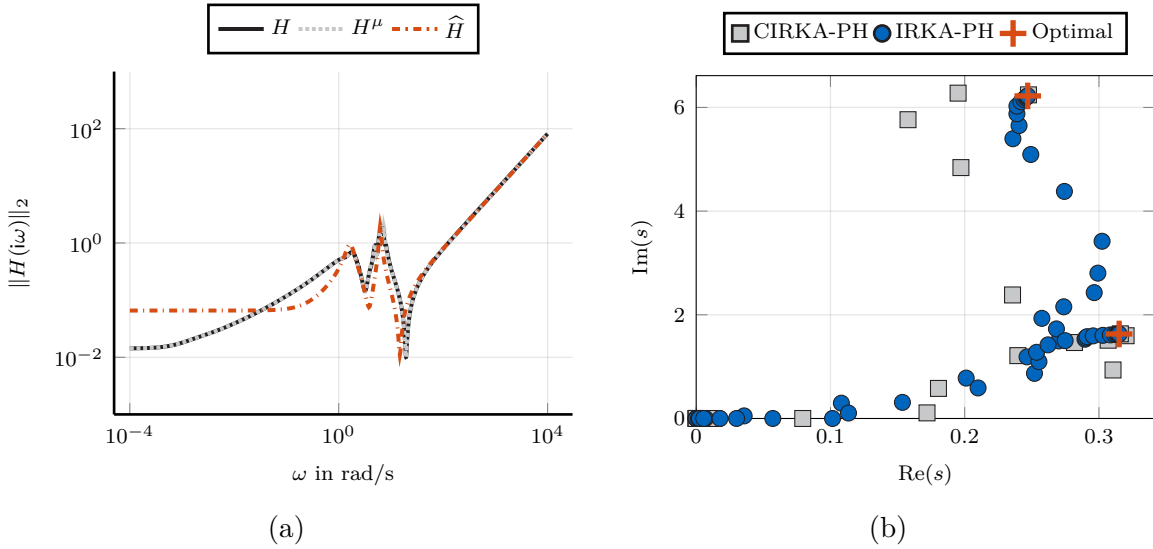 H H^μ Ĥ
10^2
10^0
10^−2
10^−4 10^0 10^4
||H(iω)||_2
ω in rad/s
(a)
CIRKA-PH IRKA-PH Optimal
6
4
2
0
0 0.1 0.2 0.3
Im(s)
Re(s)
(b)